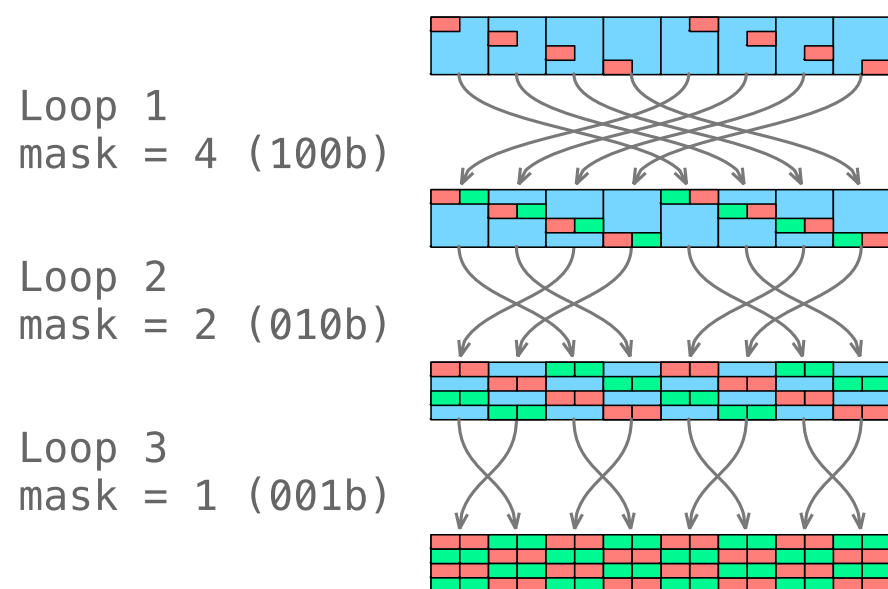 Loop 1
mask = 4 (100b)
Loop 2
mask = 2 (010b)
Loop 3
mask = 1 (001b)